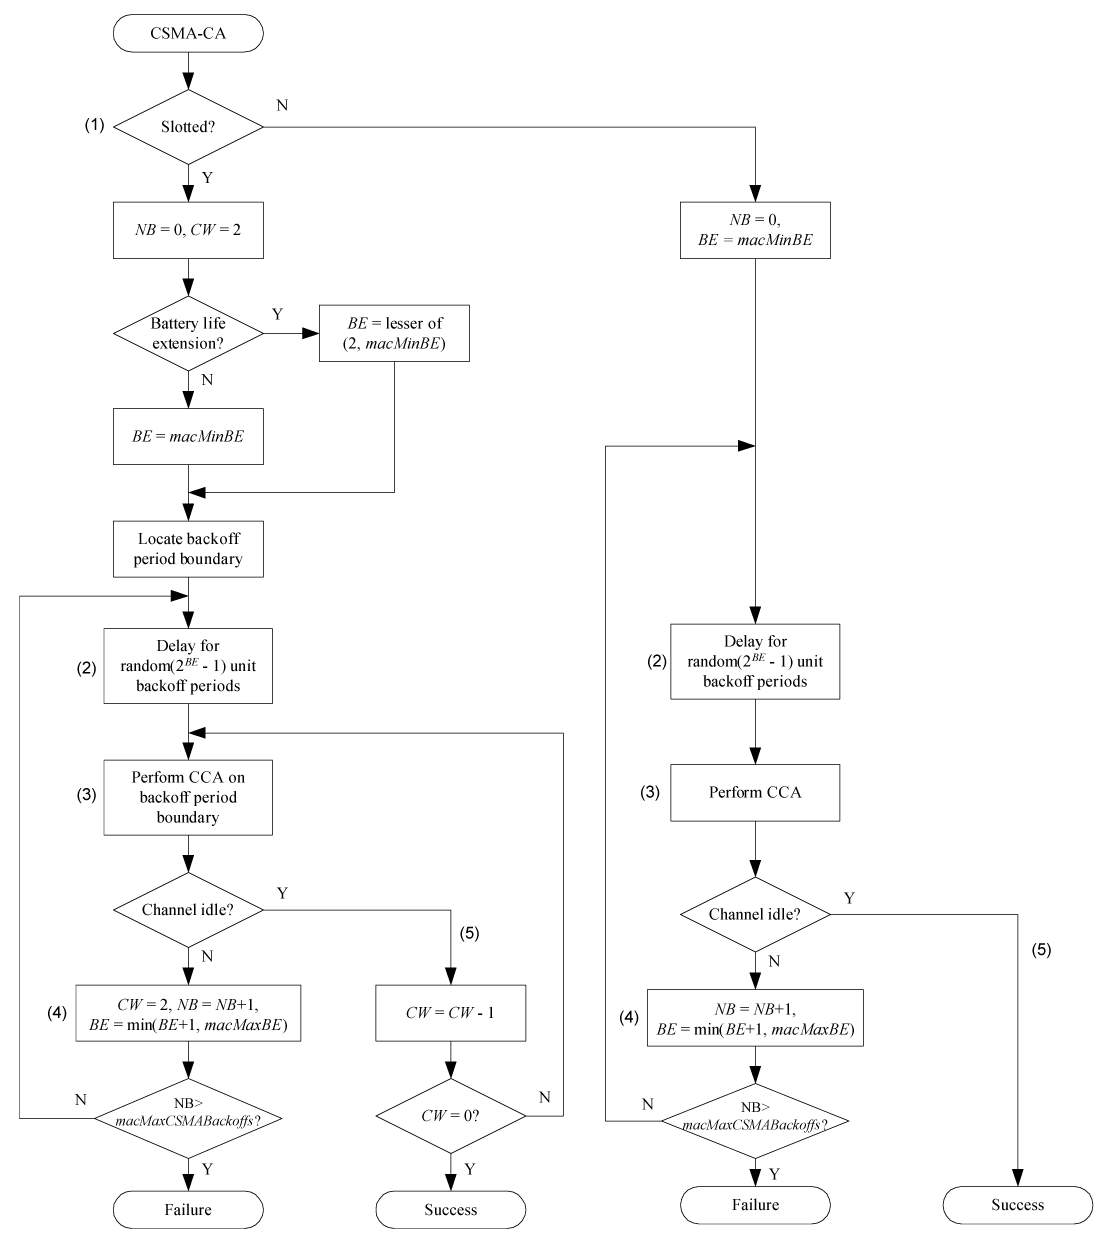 CSMA-CA
(1)
Slotted?
N
Y
NB = 0, CW = 2
Battery life
extension?
Y
N
BE = lesser of
(2, macMinBE)
BE = macMinBE
Locate backoff
period boundary
(2)
Delay for
random(2^BE - 1) unit
backoff periods
(3)
Perform CCA on
backoff period
boundary
Channel idle?
Y
N
(5)
(4)
CW = 2, NB = NB+1,
BE = min(BE+1, macMaxBE)
CW = CW - 1
NB>
macMaxCSMABackoffs?
N
Y
CW = 0?
N
Y
Failure
Success
NB = 0,
BE = macMinBE
(2)
Delay for
random(2^BE - 1) unit
backoff periods
(3)
Perform CCA
Channel idle?
Y
N
(5)
(4)
NB = NB+1,
BE = min(BE+1, macMaxBE)
NB>
macMaxCSMABackoffs?
N
Y
Failure
Success